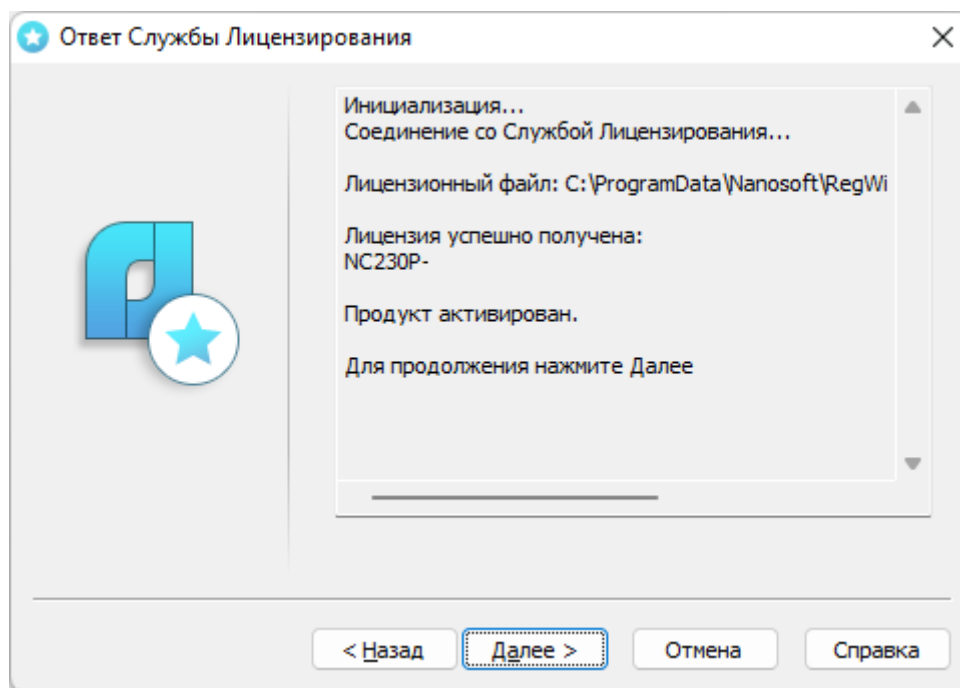 Ответ Службы Лицензирования
Инициализация...
Соединение со Службой Лицензирования...
Лицензионный файл: C:\ProgramData\Nanosoft\RegWi
Лицензия успешно получена:
NC230P-
Продукт активирован.
Для продолжения нажмите Далее
< Назад
Далее >
Отмена
Справка